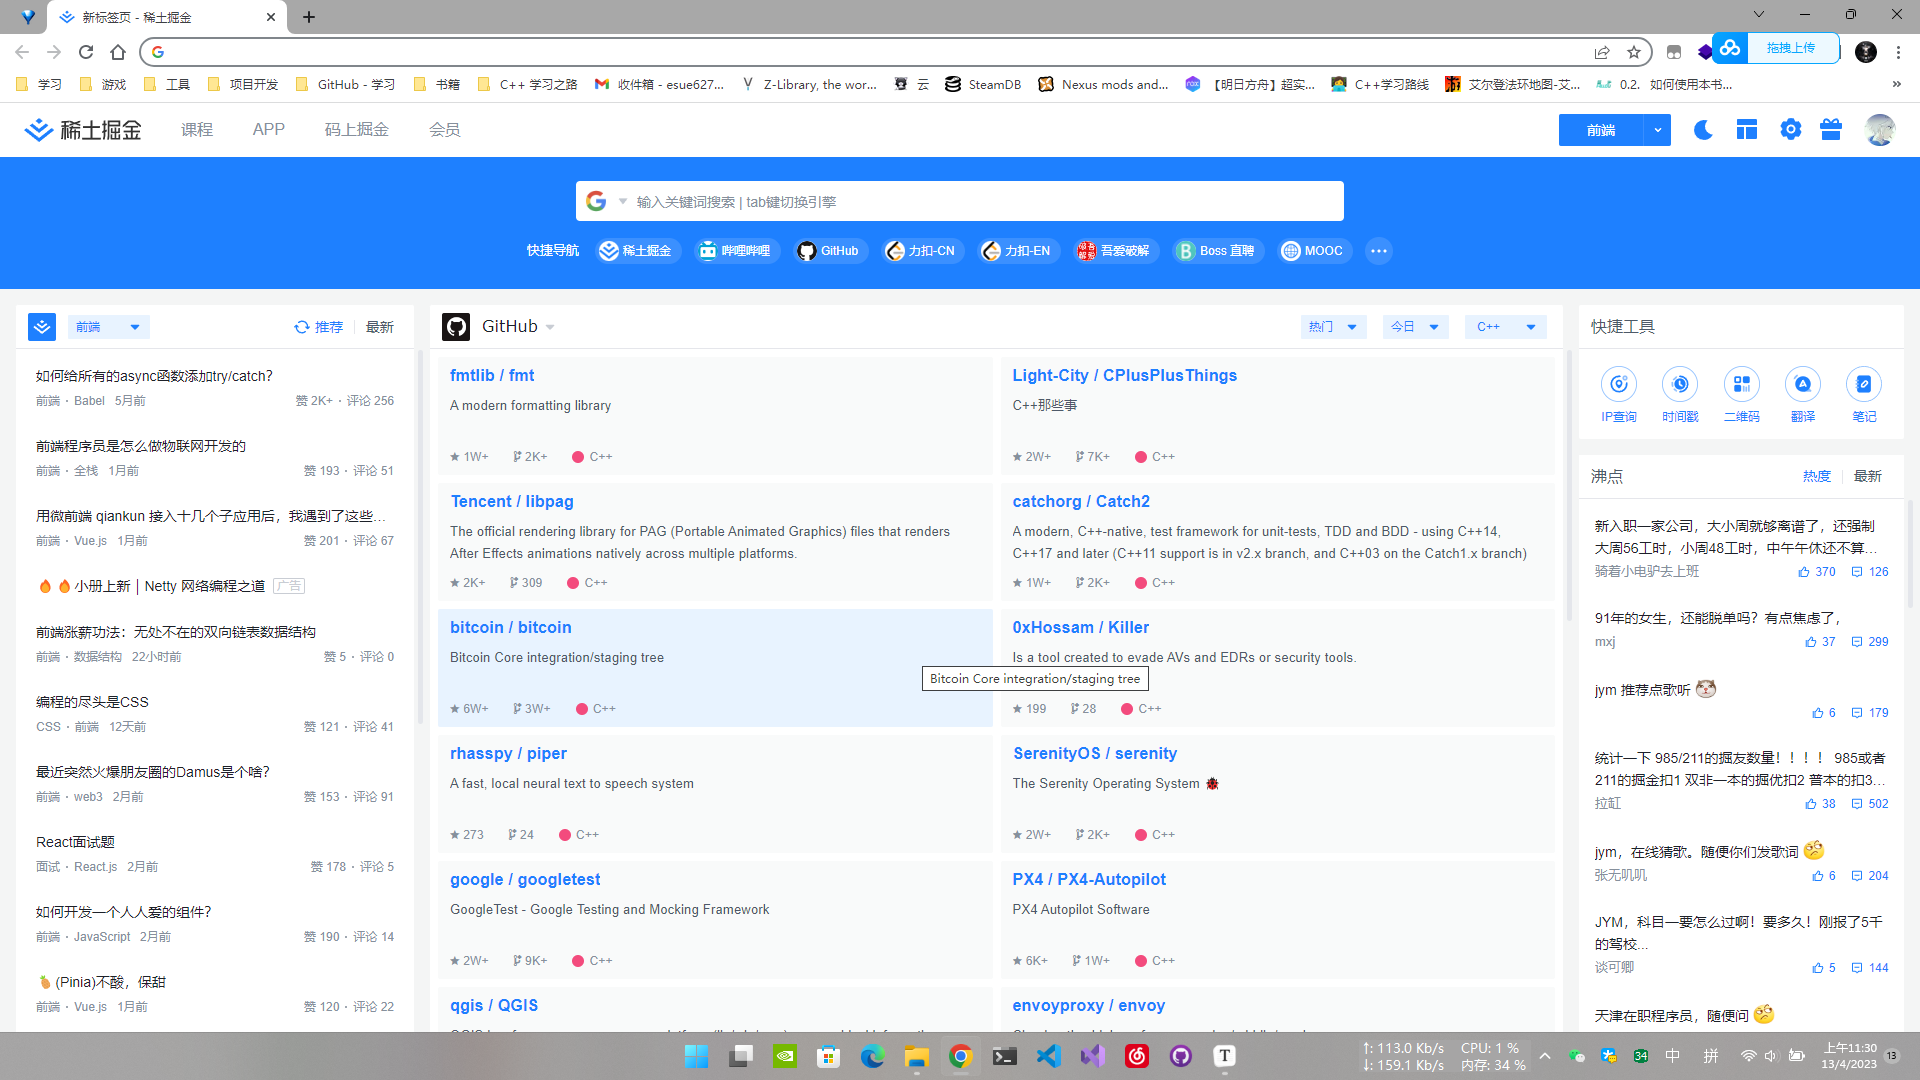 新标签页 - 稀土掘金
拖拽上传
学习
游戏
工具
项目开发
GitHub - 学习
书籍
C++ 学习之路
收件箱 - esue627...
Z-Library, the wor...
云
SteamDB
Nexus mods and...
【明日方舟】超实...
C++学习路线
艾尔登法环地图-艾...
0.2. 如何使用本书...
稀土掘金
课程
APP
码上掘金
会员
前端
输入关键词搜索 | tab键切换引擎
快捷导航
稀土掘金
哔哩哔哩
GitHub
力扣-CN
力扣-EN
吾爱破解
Boss 直聘
MOOC
前端
推荐
最新
如何给所有的async函数添加try/catch?
前端 · Babel 5月前
赞 2K+ · 评论 256
前端程序员是怎么做物联网开发的
前端 · 全栈 1月前
赞 193 · 评论 51
用微前端 qiankun 接入十几个子应用后，我遇到了这些...
前端 · Vue.js 1月前
赞 201 · 评论 67
小册上新 | Netty 网络编程之道 广告
前端涨薪功法：无处不在的双向链表数据结构
前端 · 数据结构 22小时前
赞 5 · 评论 0
编程的尽头是CSS
CSS · 前端 12天前
赞 121 · 评论 41
最近突然火爆朋友圈的Damus是个啥?
前端 · web3 2月前
赞 153 · 评论 91
React面试题
面试 · React.js 2月前
赞 178 · 评论 5
如何开发一个人人爱的组件?
前端 · JavaScript 2月前
赞 190 · 评论 14
(Pinia)不酸，保甜
前端 · Vue.js 1月前
赞 120 · 评论 22
GitHub
热门
今日
C++
fmtlib / fmt
A modern formatting library
1W+ 2K+ C++
Light-City / CPlusPlusThings
C++那些事
2W+ 7K+ C++
Tencent / libpag
The official rendering library for PAG (Portable Animated Graphics) files that renders
After Effects animations natively across multiple platforms.
2K+ 309 C++
catchorg / Catch2
A modern, C++-native, test framework for unit-tests, TDD and BDD - using C++14,
C++17 and later (C++11 support is in v2.x branch, and C++03 on the Catch1.x branch)
1W+ 2K+ C++
bitcoin / bitcoin
Bitcoin Core integration/staging tree
6W+ 3W+ C++
0xHossam / Killer
Is a tool created to evade AVs and EDRs or security tools.
Bitcoin Core integration/staging tree
199 28 C++
rhasspy / piper
A fast, local neural text to speech system
273 24 C++
SerenityOS / serenity
The Serenity Operating System
2W+ 2K+ C++
google / googletest
GoogleTest - Google Testing and Mocking Framework
2W+ 9K+ C++
PX4 / PX4-Autopilot
PX4 Autopilot Software
6K+ 1W+ C++
qgis / QGIS
envoyproxy / envoy
快捷工具
IP查询
时间戳
二维码
翻译
笔记
沸点
热度
最新
新入职一家公司，大小周就够离谱了，还强制
大周56工时，小周48工时，中午午休还不算...
骑着小电驴去上班
370 126
91年的女生，还能脱单吗？有点焦虑了，
mxj
37 299
jym 推荐点歌听
6 179
统计一下 985/211的掘友数量！！！！ 985或者
211的掘金扣1 双非一本的掘优扣2 普本的扣3...
拉缸
38 502
jym，在线猜歌。随便你们发歌词
张无叽叽
6 204
JYM，科目一要怎么过啊！要多久！刚报了5千
的驾校...
谈可卿
5 144
天津在职程序员，随便问
↑: 113.0 Kb/s
↓: 159.1 Kb/s
CPU: 1 %
内存: 34 %
34
中
拼
上午11:30
13/4/2023
13